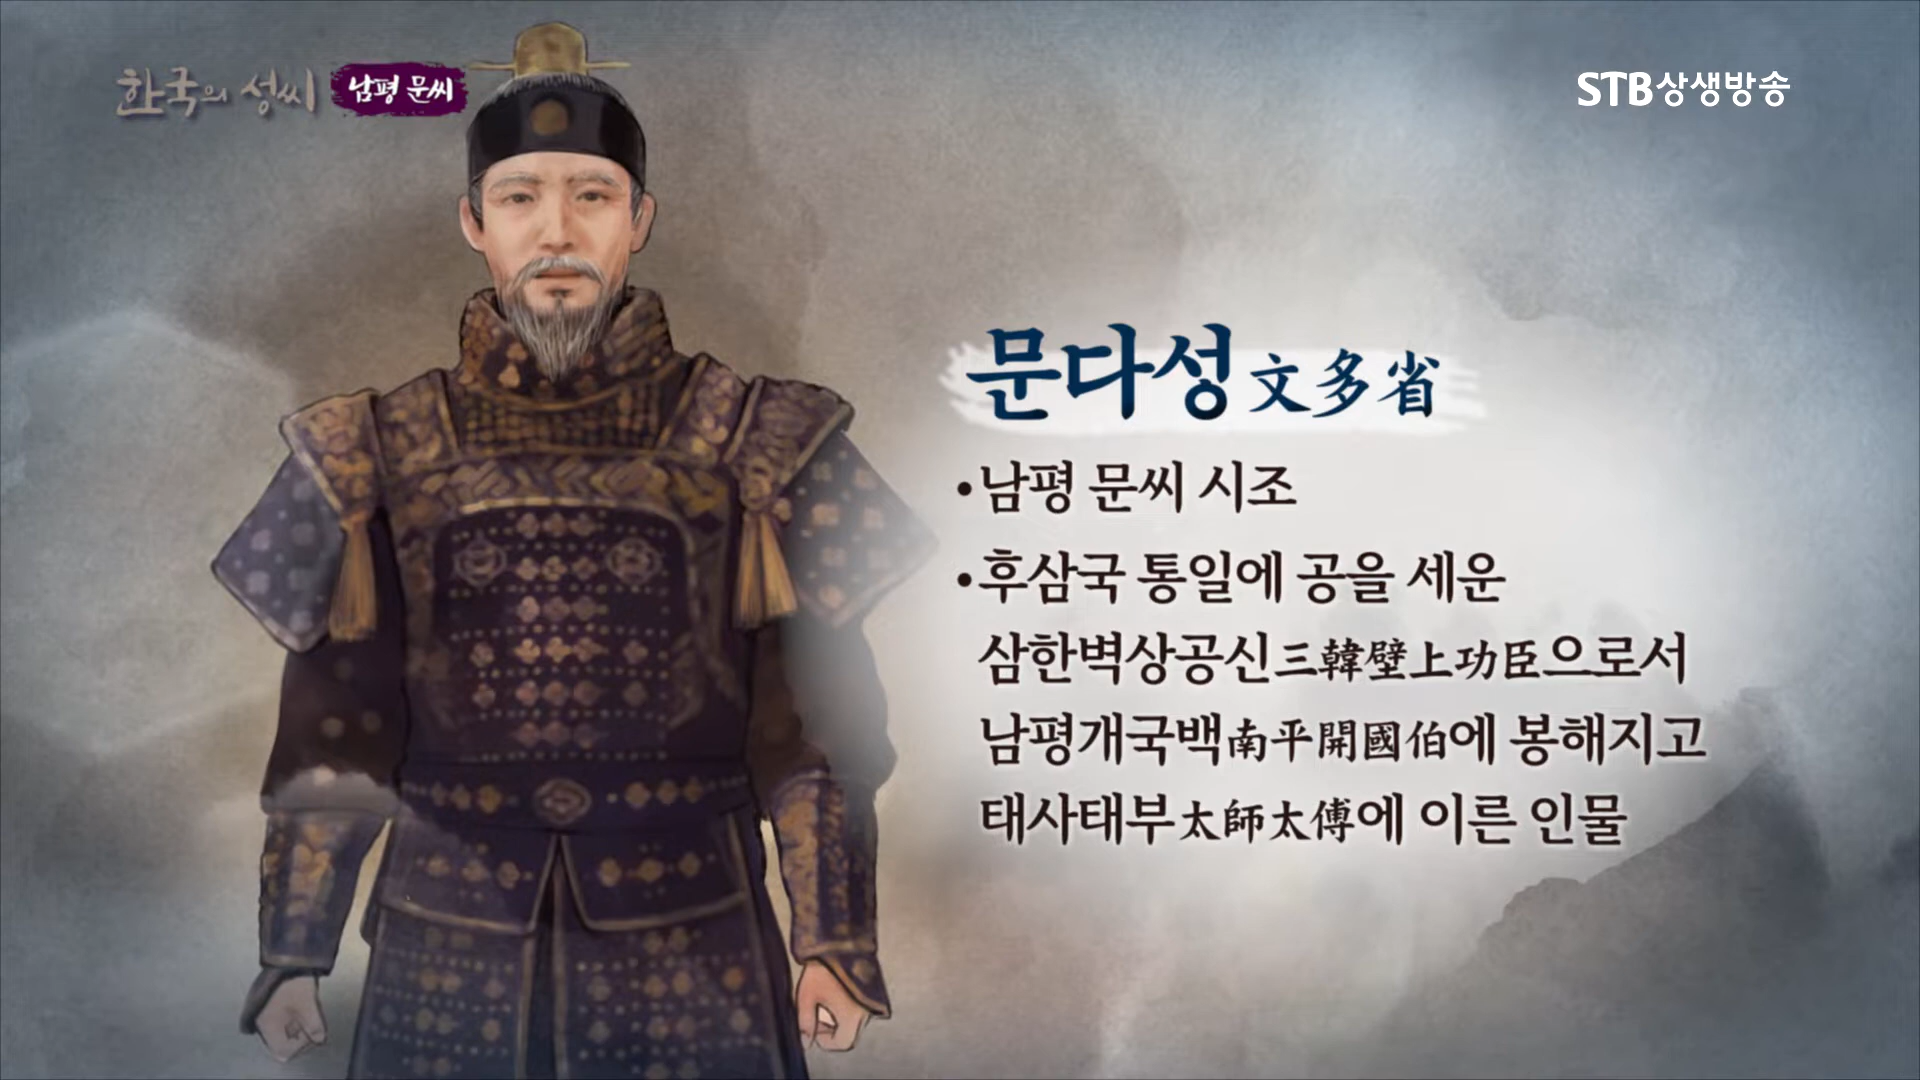 한국의 성씨 남평 문씨
STB상생방송
문다성 文多省
•남평 문씨 시조
•후삼국 통일에 공을 세운
삼한벽상공신三韓壁上功臣으로서
남평개국백南平開國伯에 봉해지고
태사태부太師太傅에 이른 인물